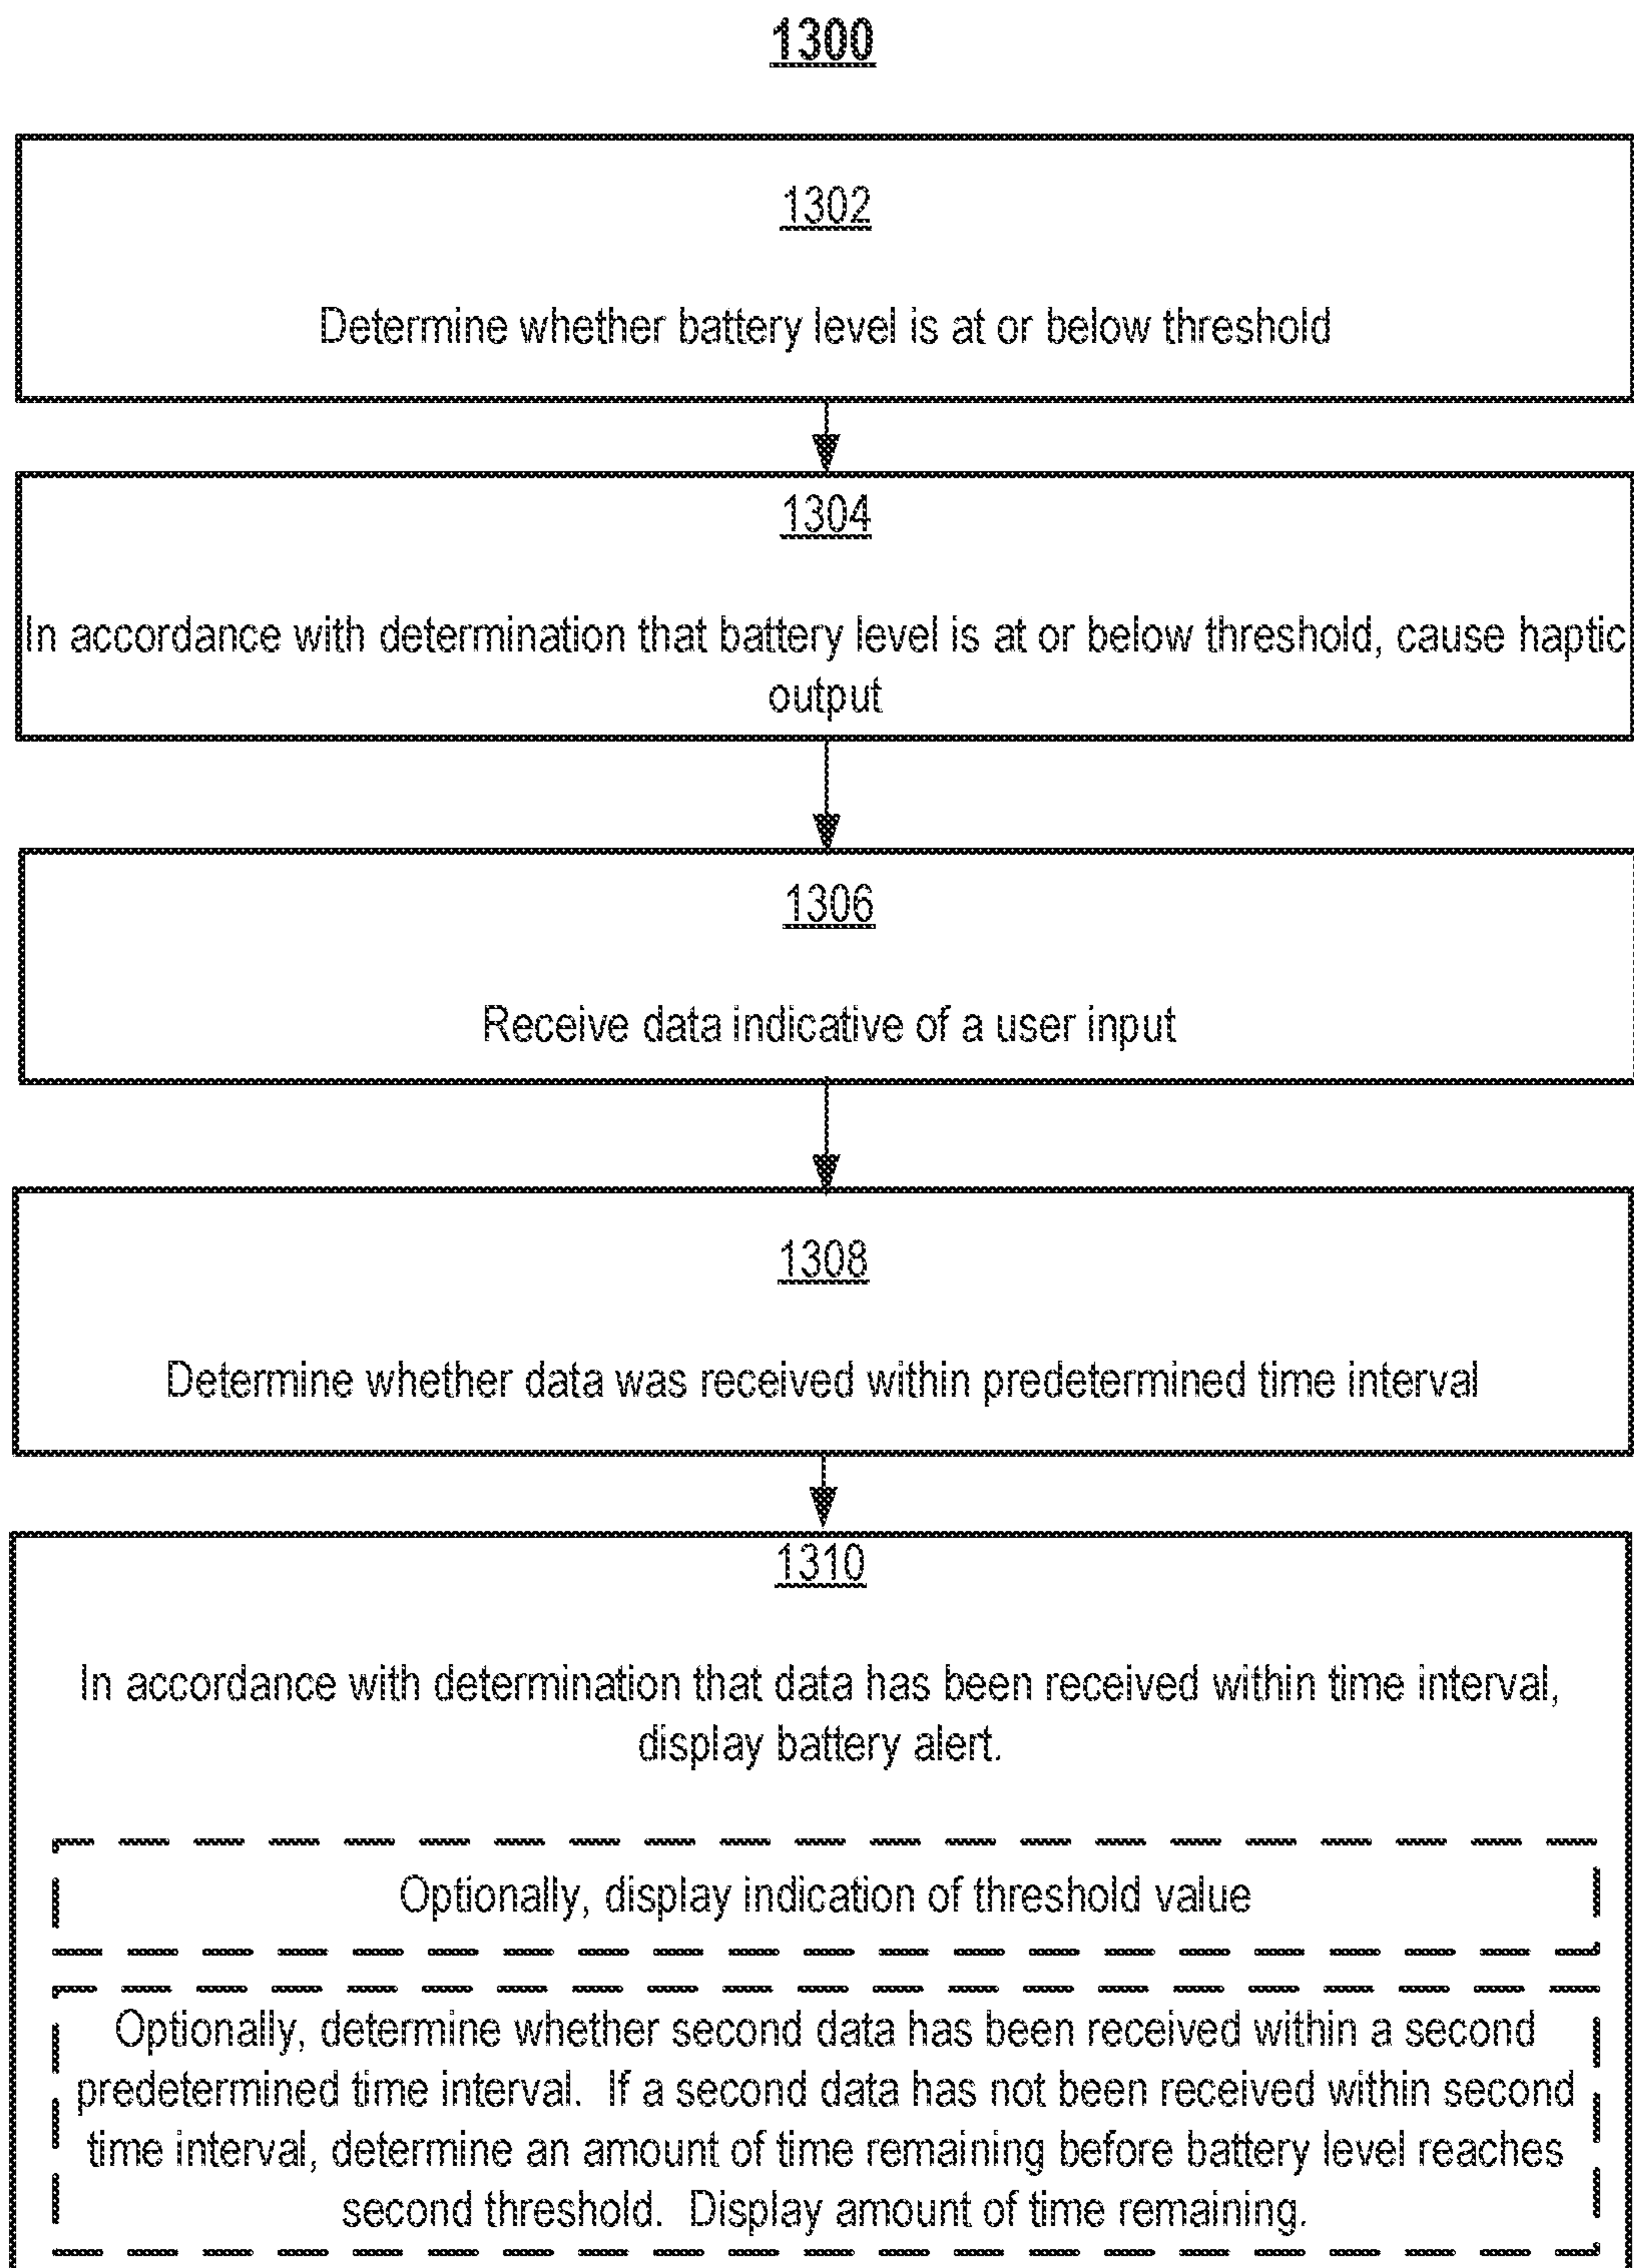 1300
1302
Determine whether battery level is at or below threshold
1304
In accordance with determination that battery level is at or below threshold, cause haptic
output
1306
Receive data indicative of a user input
1308
Determine whether data was received within predetermined time interval
1310
In accordance with determination that data has been received within time interval,
display battery alert.
Optionally, display indication of threshold value
Optionally, determine whether second data has been received within a second
predetermined time interval.  If a second data has not been received within second
time interval, determine an amount of time remaining before battery level reaches
second threshold.  Display amount of time remaining.